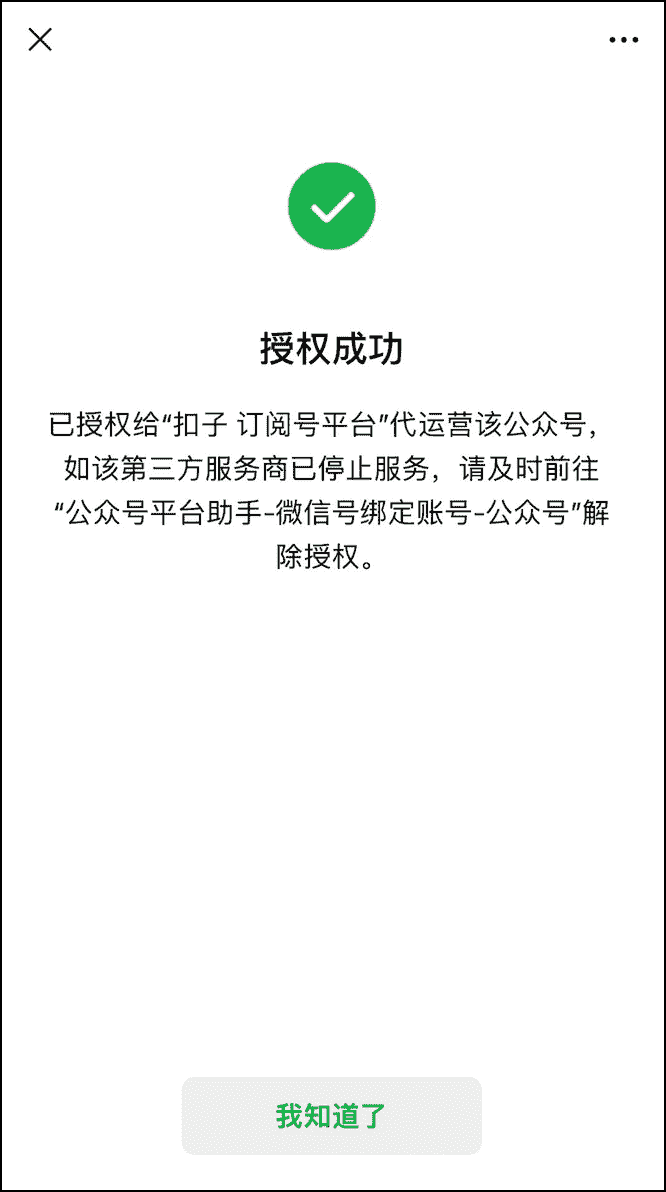 授权成功
已授权给“扣子 订阅号平台”代运营该公众号，
如该第三方服务商已停止服务，请及时前往
“公众号平台助手-微信号绑定账号-公众号”解
除授权。
我知道了